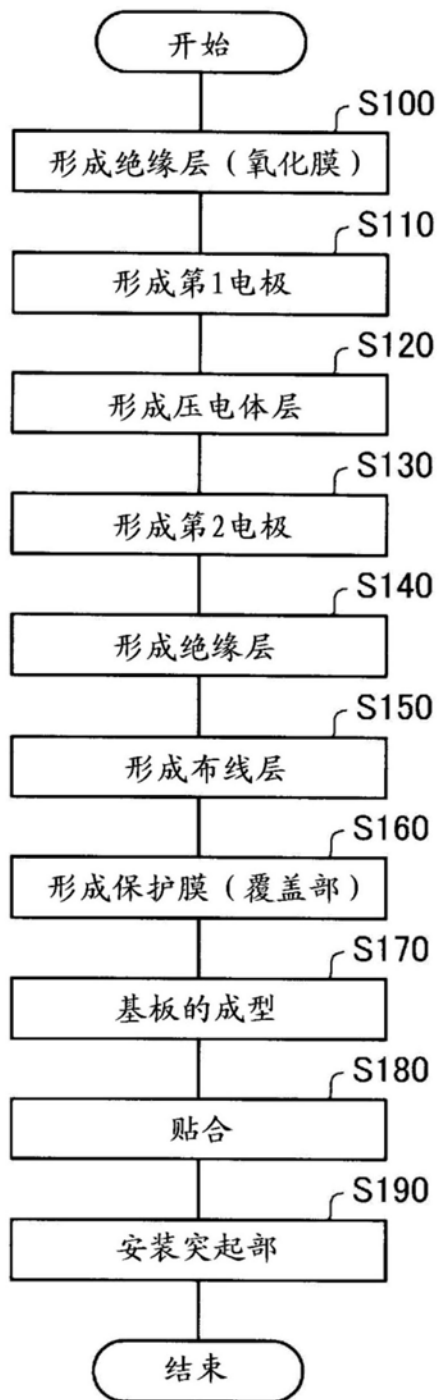 开始
S100
形成绝缘层（氧化膜）
S110
形成第1电极
S120
形成压电体层
S130
形成第2电极
S140
形成绝缘层
S150
形成布线层
S160
形成保护膜（覆盖部）
S170
基板的成型
S180
贴合
S190
安装突起部
结束